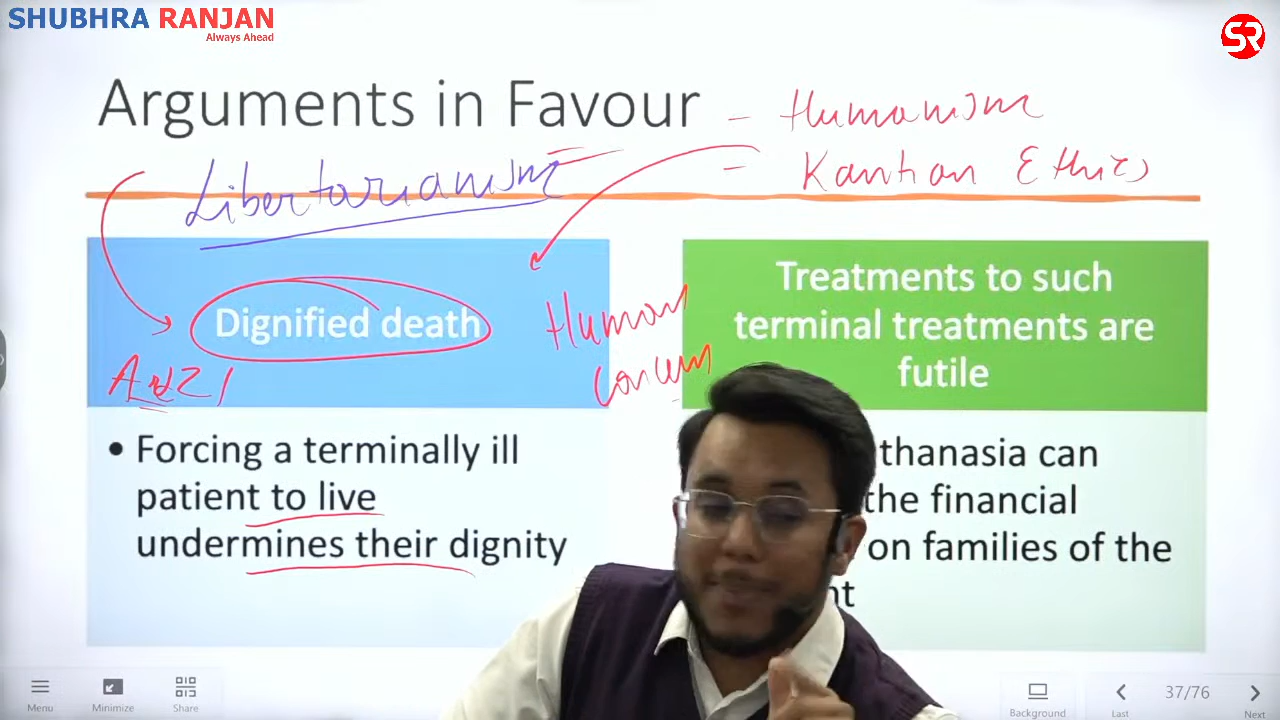 SHUBHRA RANJAN
Always Ahead
SR
Arguments in Favour
- Humanism
- Kantian Ethics
Libertarianism
Dignified death
Art 21
Human
Concern
Treatments to such
terminal treatments are
futile
• Forcing a terminally ill
patient to live
undermines their dignity
thanasia can
the financial
on families of the
nt
Menu
Minimize
Share
Background
Last
37/76
Next